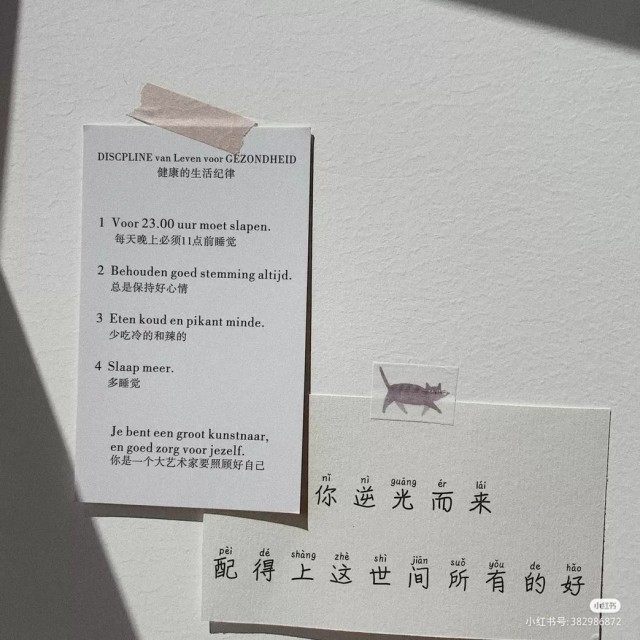 DISCPLINE van Leven voor GEZONDHEID
健康的生活纪律
1 Voor 23.00 uur moet slapen.
每天晚上必须11点前睡觉
2 Behouden goed stemming altijd.
总是保持好心情
3 Eten koud en pikant minde.
少吃冷的和辣的
4 Slaap meer.
多睡觉
Je bent een groot kunstnaar,
en goed zorg voor jezelf.
你是一个大艺术家要照顾好自己
nǐ nì guāng ér lái
你逆光而来
pèi dé shàng zhè shì jiān suǒ yǒu de hǎo
配得上这世间所有的好
小红书
小红书号: 382986872